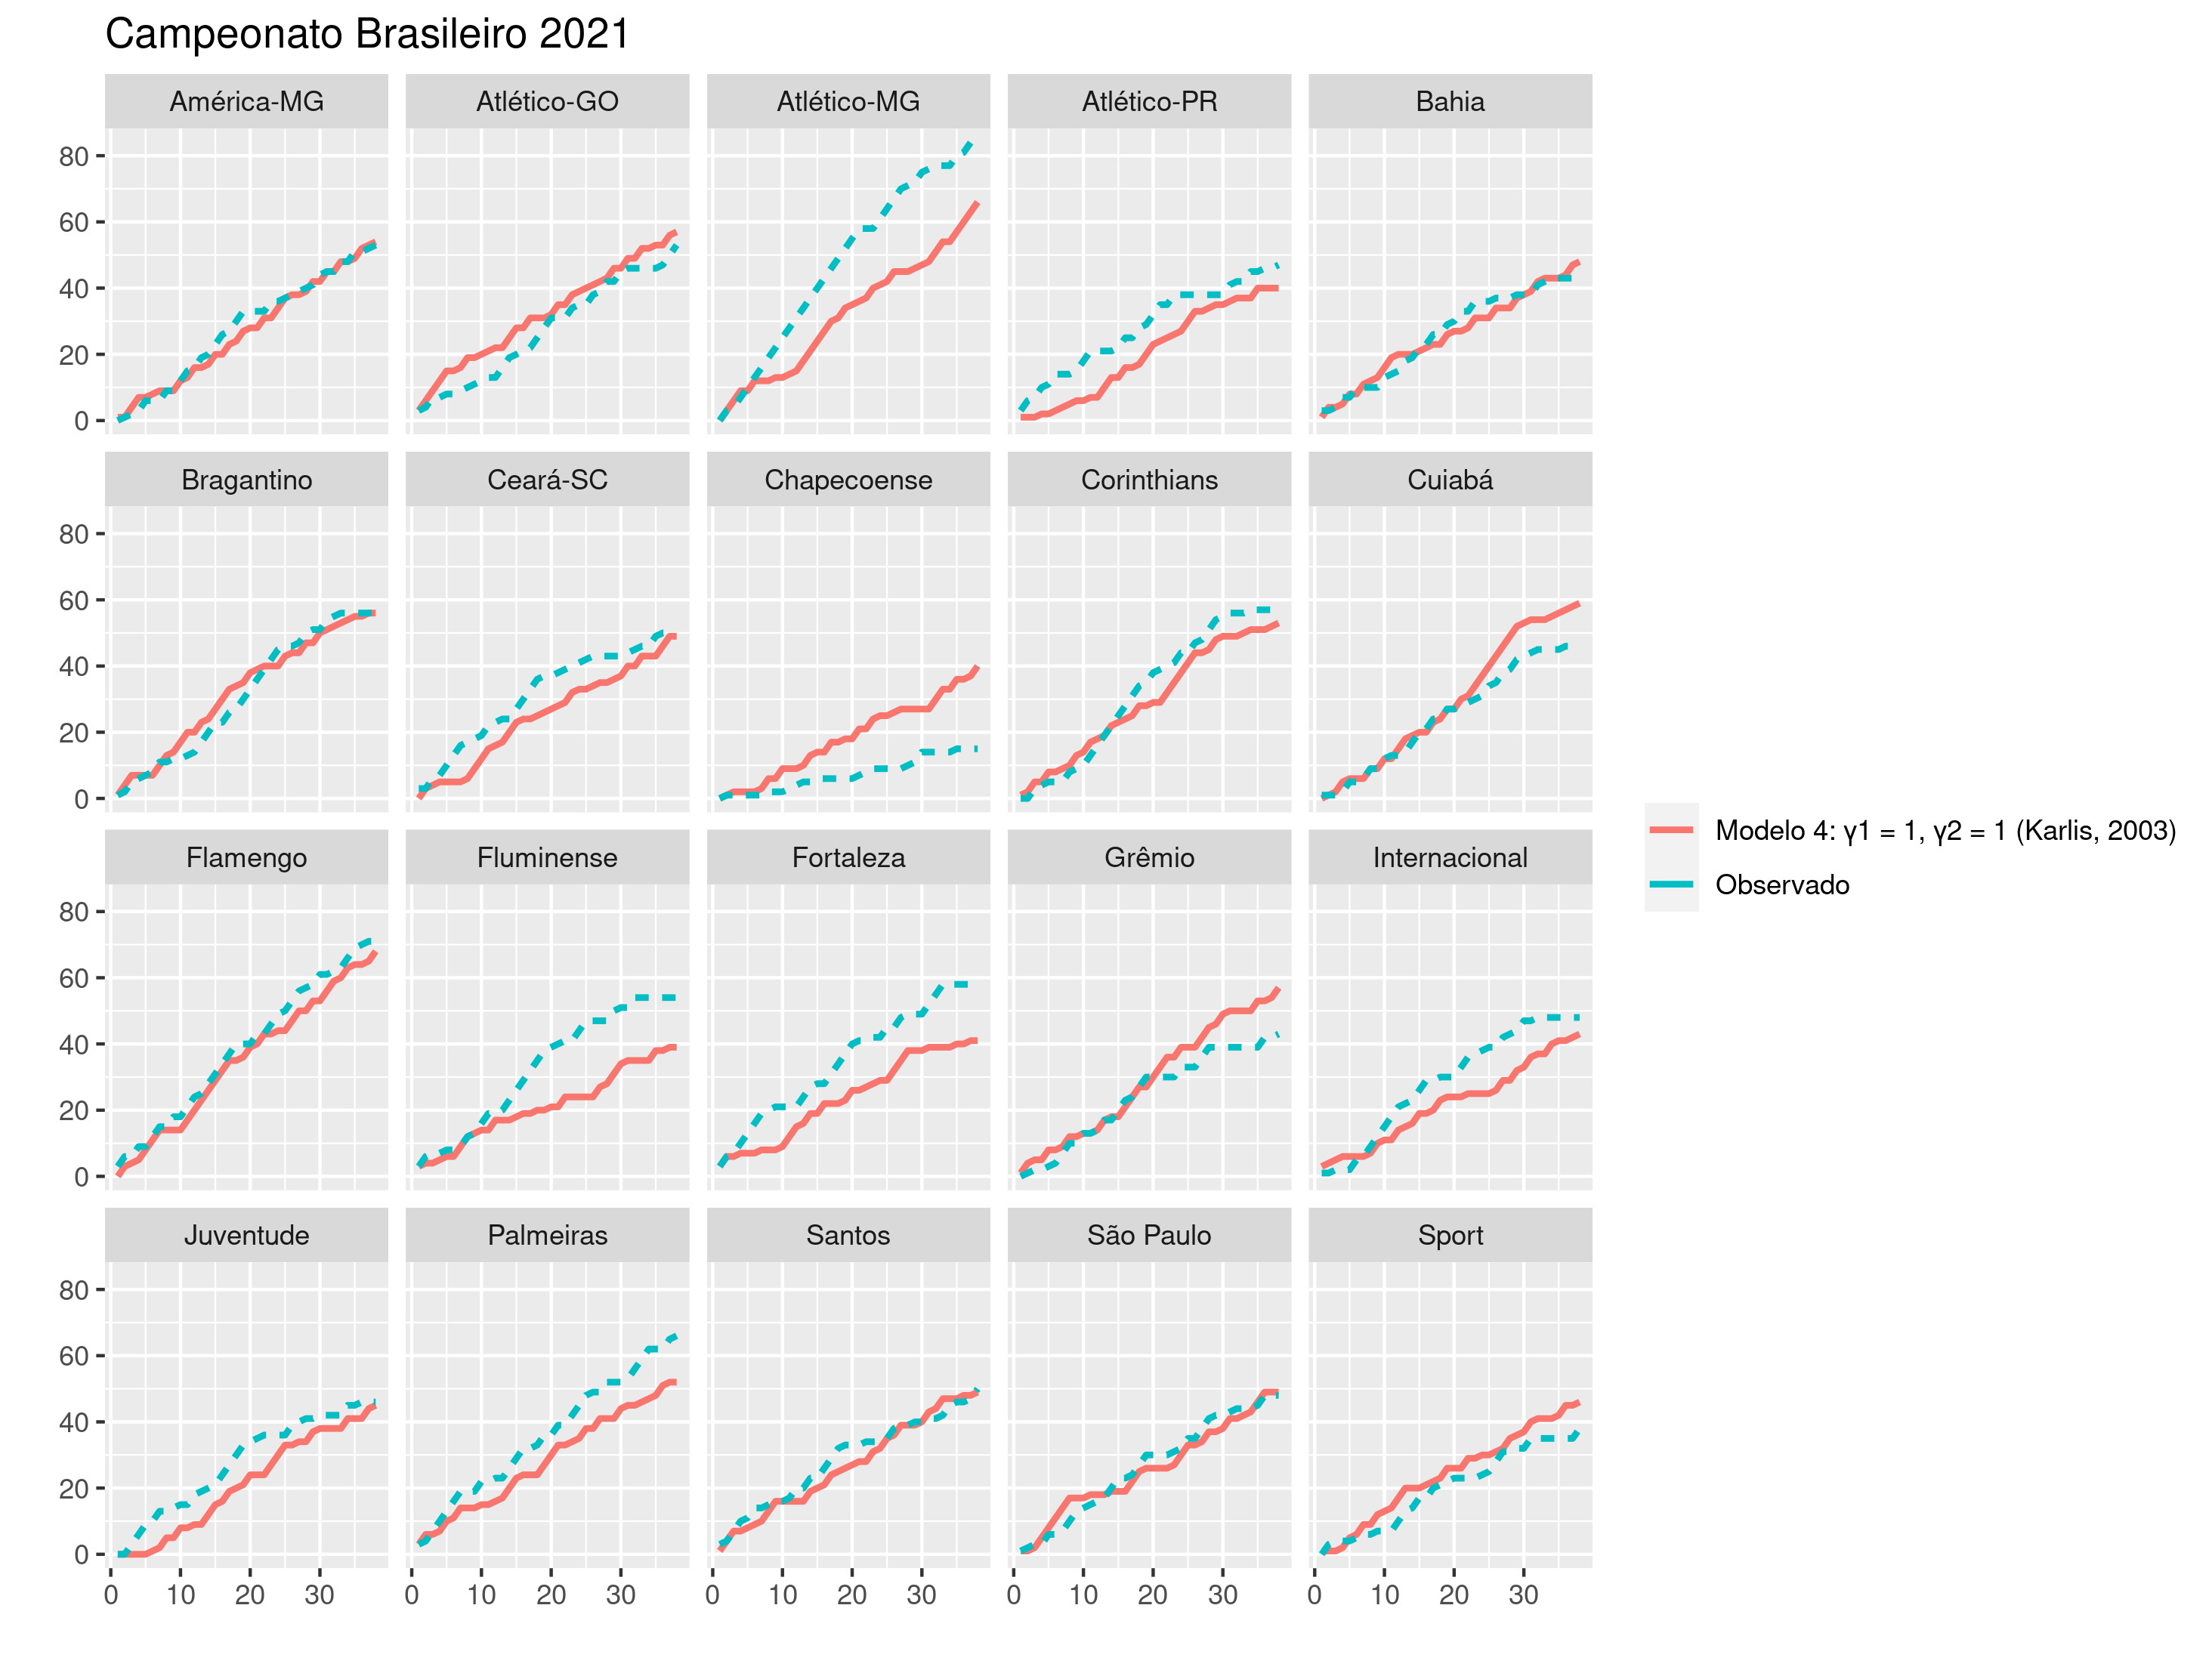 Campeonato Brasileiro 2021
América-MG Atlético-GO Atlético-MG Atlético-PR Bahia
80
60
40
20
0
Bragantino Ceará-SC Chapecoense Corinthians Cuiabá
80
60
40
20
0
Modelo 4: γ1 = 1, γ2 = 1 (Karlis, 2003)
Observado
Flamengo Fluminense Fortaleza Grêmio Internacional
80
60
40
20
0
Juventude Palmeiras Santos São Paulo Sport
80
60
40
20
0
0 10 20 30 0 10 20 30 0 10 20 30 0 10 20 30 0 10 20 30